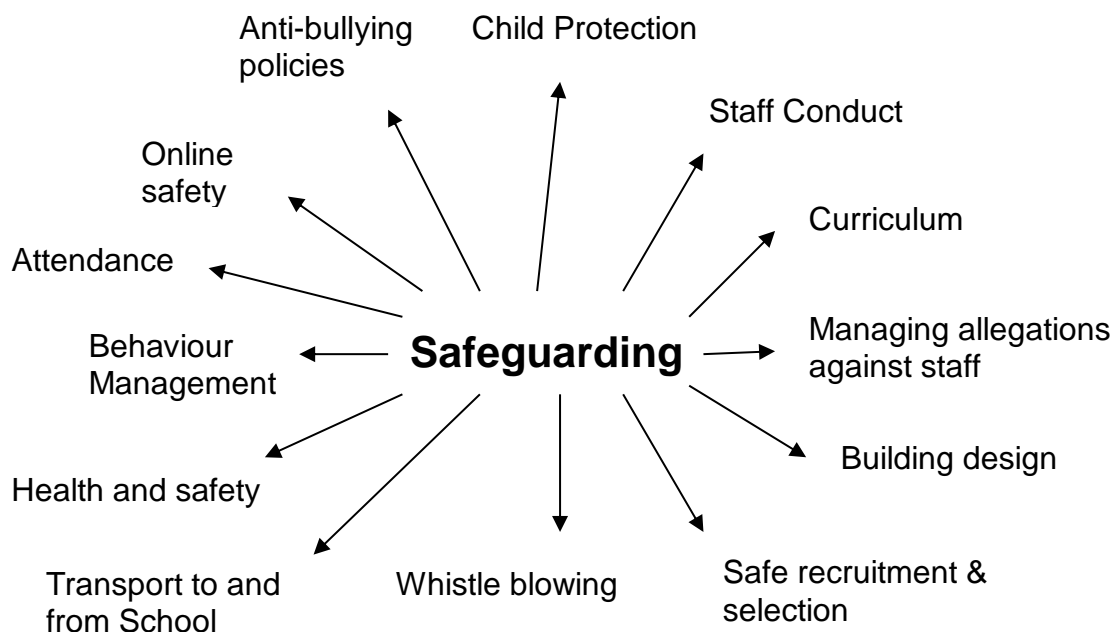 Anti-bullying
policies
Child Protection
Staff Conduct
Online
safety
Curriculum
Attendance
Behaviour
Management
Safeguarding
Managing allegations
against staff
Building design
Health and safety
Transport to and
from School
Whistle blowing
Safe recruitment &
selection